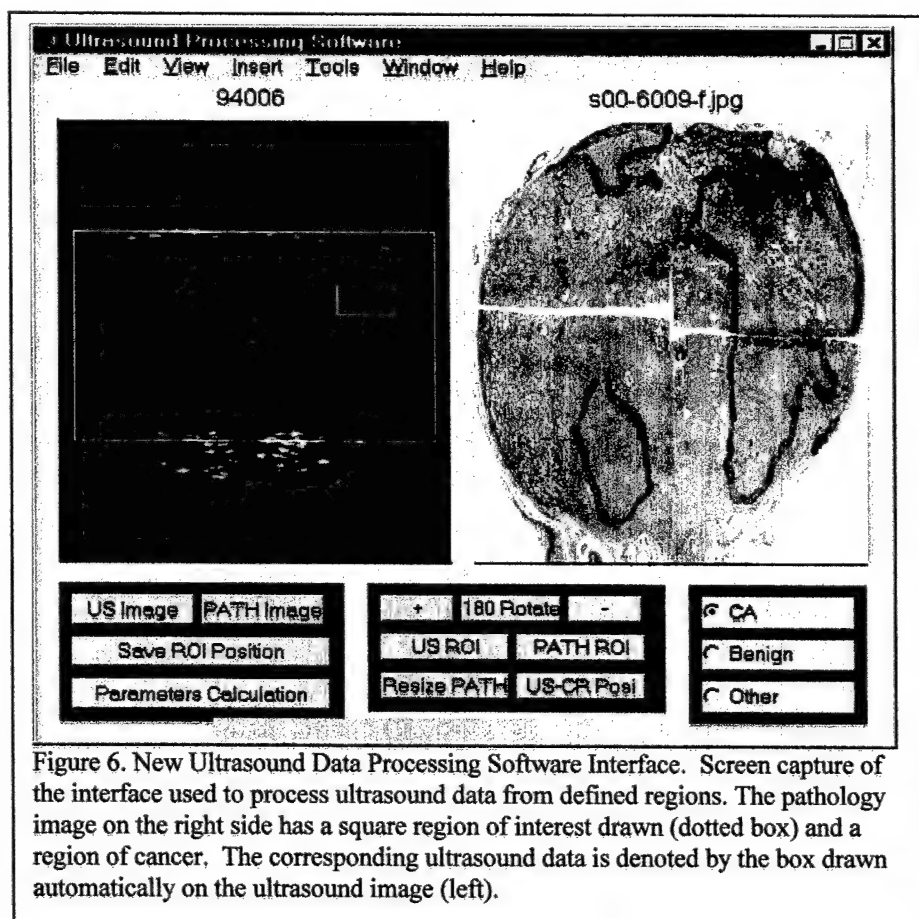 Ultrasound Processing Software
File Edit View Insert Tools Window Help
94006
s00-6009-f.jpg
US Image PATH Image
Save ROI Position
Parameters Calculation
+ 180 Rotate -
US ROI PATH ROI
Resize PATH US-CR Posi
CA
Benign
Other
Figure 6. New Ultrasound Data Processing Software Interface. Screen capture of
the interface used to process ultrasound data from defined regions. The pathology
image on the right side has a square region of interest drawn (dotted box) and a
region of cancer. The corresponding ultrasound data is denoted by the box drawn
automatically on the ultrasound image (left).